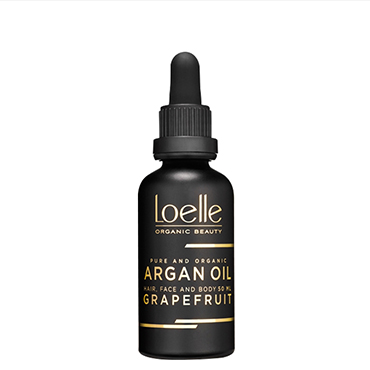 Loelle
ORGANIC BEAUTY
PURE AND ORGANIC
ARGAN OIL
HAIR, FACE AND BODY 50 ML
GRAPEFRUIT